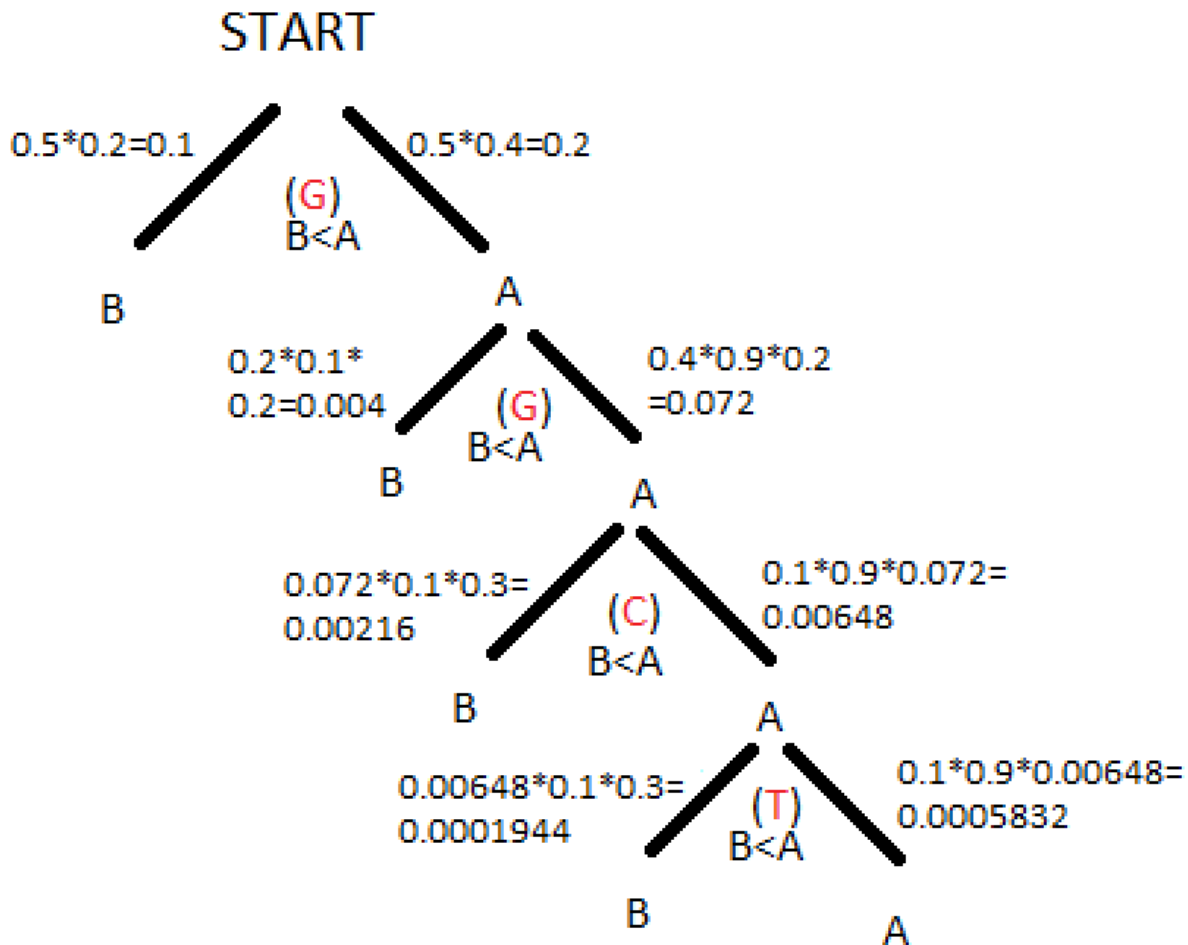 START
0.5*0.2=0.1
0.5*0.4=0.2
(G)
B<A
B
A
0.2*0.1*
0.2=0.004
0.4*0.9*0.2
=0.072
(G)
B<A
B
A
0.072*0.1*0.3=
0.00216
0.1*0.9*0.072=
0.00648
(C)
B<A
B
A
0.00648*0.1*0.3=
0.0001944
0.1*0.9*0.00648=
0.0005832
(T)
B<A
B
A